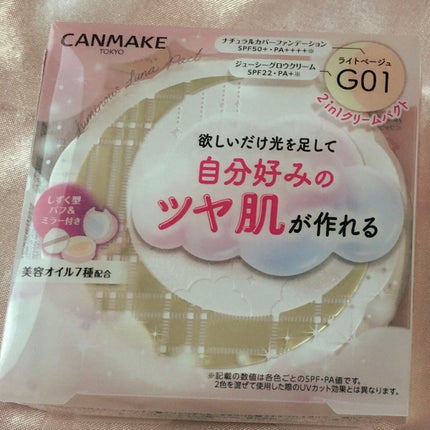 CANMAKE
TOKYO
ナチュラルカバーファンデーション
SPF50+・PA++++※
ジューシーグロウクリーム
SPF22・PA+※
ライトベージュ
G01
2in1クリームパクト
Luminous Luna Pact
欲しいだけ光を足して
自分好みの
ツヤ肌が作れる
しずく型
パフ&
ミラー付き
美容オイル7種配合
※記載の数値は各色ごとのSPF・PA値です。
2色を混ぜて使用した際のUVカット効果とは異なります。